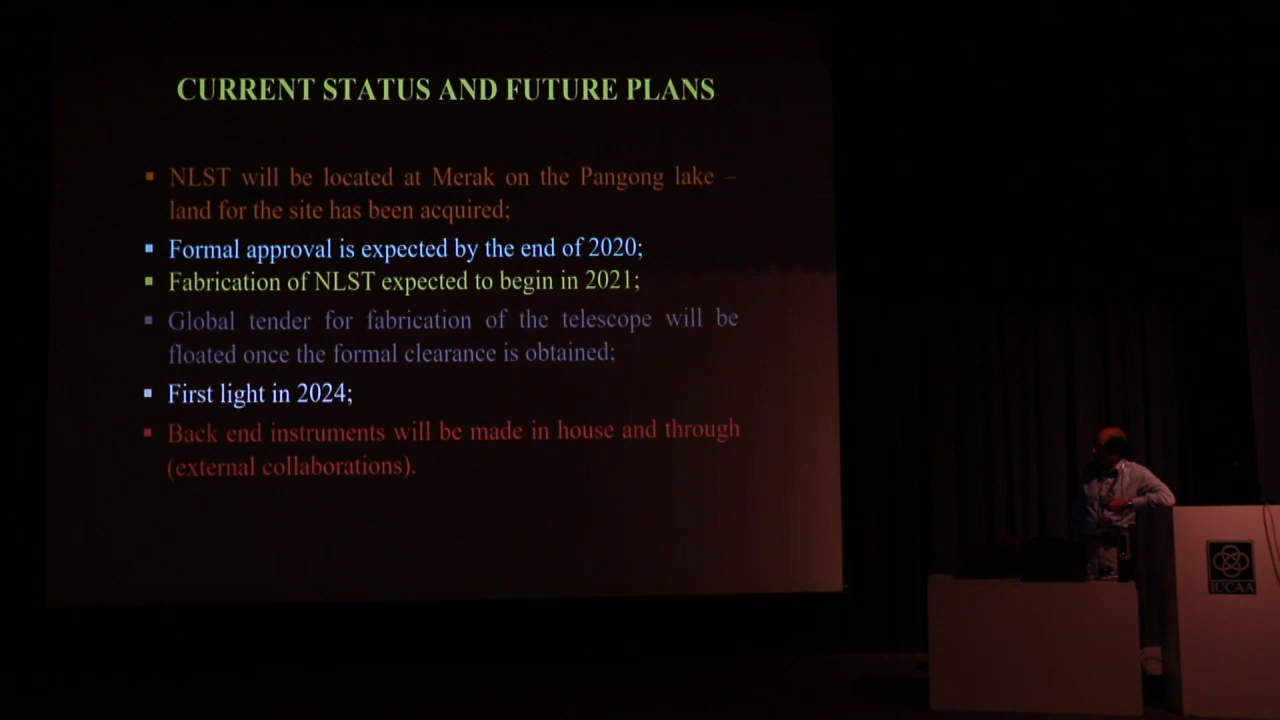 CURRENT STATUS AND FUTURE PLANS
▪ NLST will be located at Merak on the Pangong lake –
land for the site has been acquired;
▪ Formal approval is expected by the end of 2020;
▪ Fabrication of NLST expected to begin in 2021;
▪ Global tender for fabrication of the telescope will be
floated once the formal clearance is obtained;
▪ First light in 2024;
▪ Back end instruments will be made in house and through
(external collaborations).
IUCAA